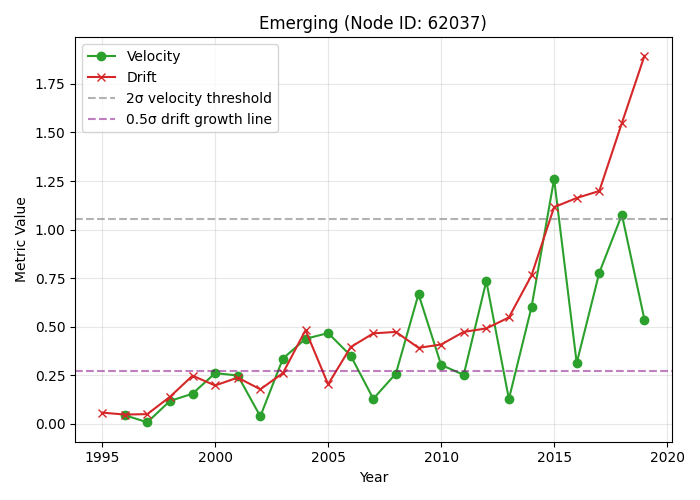 Emerging (Node ID: 62037)
Velocity
Drift
2σ velocity threshold
0.5σ drift growth line
Metric Value
1.75
1.50
1.25
1.00
0.75
0.50
0.25
0.00
1995
2000
2005
2010
2015
2020
Year